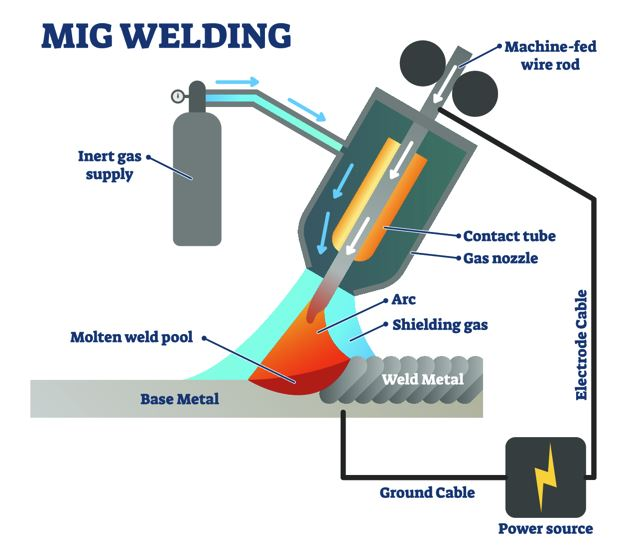 MIG WELDING
Machine-fed
wire rod
Inert gas
supply
Contact tube
Gas nozzle
Arc
Shielding gas
Molten weld pool
Weld Metal
Base Metal
Electrode Cable
Ground Cable
Power source